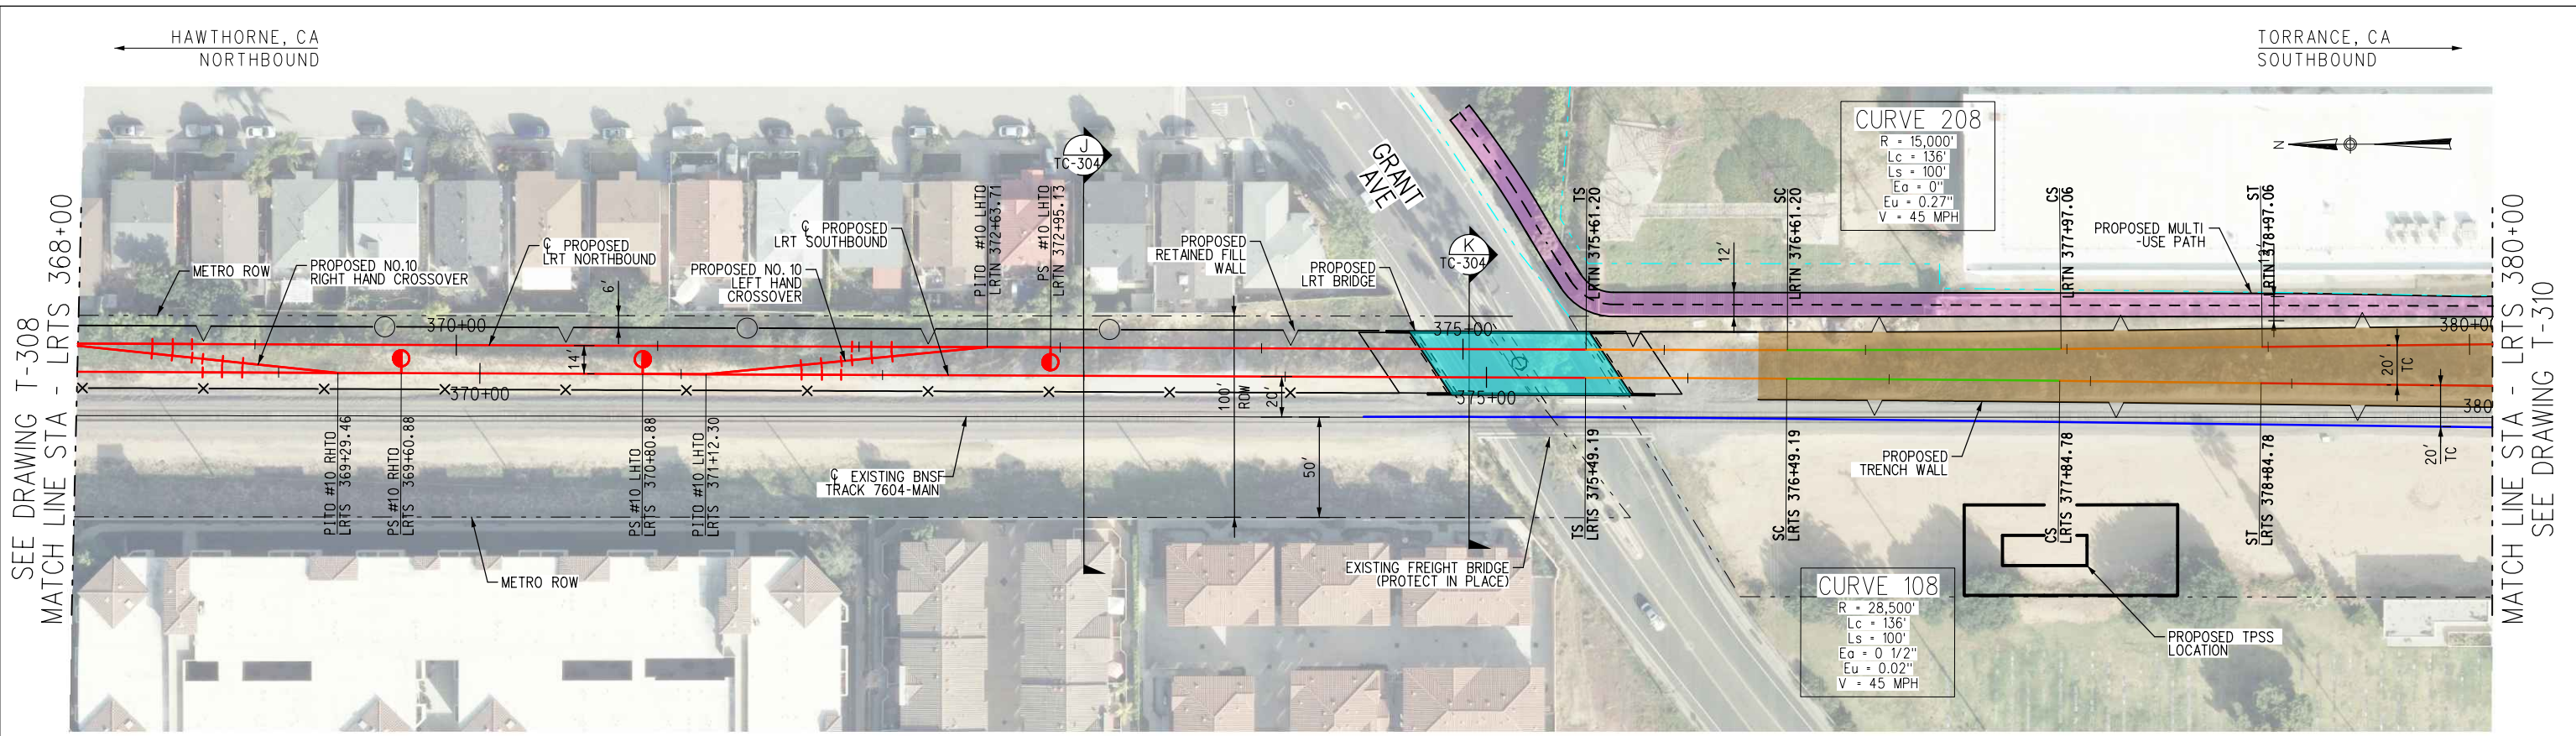 HAWTHORNE, CA
NORTHBOUND
TORRANCE, CA
SOUTHBOUND
SEE DRAWING T-308
MATCH LINE STA - LRTS 368+00
METRO ROW
PROPOSED NO.10
RIGHT HAND CROSSOVER
℄ PROPOSED
LRT NORTHBOUND
PROPOSED NO. 10
LEFT HAND
CROSSOVER
℄ PROPOSED
LRT SOUTHBOUND
PITO #10 LHTO
LRTN 372+63.71
PS #10 LHTO
LRTN 372+95.13
J
TC-304
PROPOSED
RETAINED FILL
WALL
PROPOSED
LRT BRIDGE
GRANT
AVE
K
TC-304
TS
LRTN 375+61.20
SC
LRTN 376+61.20
CURVE 208
R = 15,000'
Lc = 136'
Ls = 100'
Ea = 0"
Eu = 0.27"
V = 45 MPH
CS
LRTN 377+97.06
PROPOSED MULTI
-USE PATH
ST
LRTN 378+97.06
N
6'
12'
370+00
375+00
380+00
14'
370+00
375+00
380
100'
ROW
20'
50'
20'
TC
20'
TC
PITO #10 RHTO
LRTS 369+29.46
PS #10 RHTO
LRTS 369+60.88
PS #10 LHTO
LRTS 370+80.88
PITO #10 LHTO
LRTS 371+12.30
℄ EXISTING BNSF
TRACK 7604-MAIN
METRO ROW
EXISTING FREIGHT BRIDGE
(PROTECT IN PLACE)
TS
LRTS 375+49.19
SC
LRTS 376+49.19
PROPOSED
TRENCH WALL
CS
LRTS 377+84.78
ST
LRTS 378+84.78
CURVE 108
R = 28,500'
Lc = 136'
Ls = 100'
Ea = 0 1/2"
Eu = 0.02"
V = 45 MPH
PROPOSED TPSS
LOCATION
MATCH LINE STA - LRTS 380+00
SEE DRAWING T-310